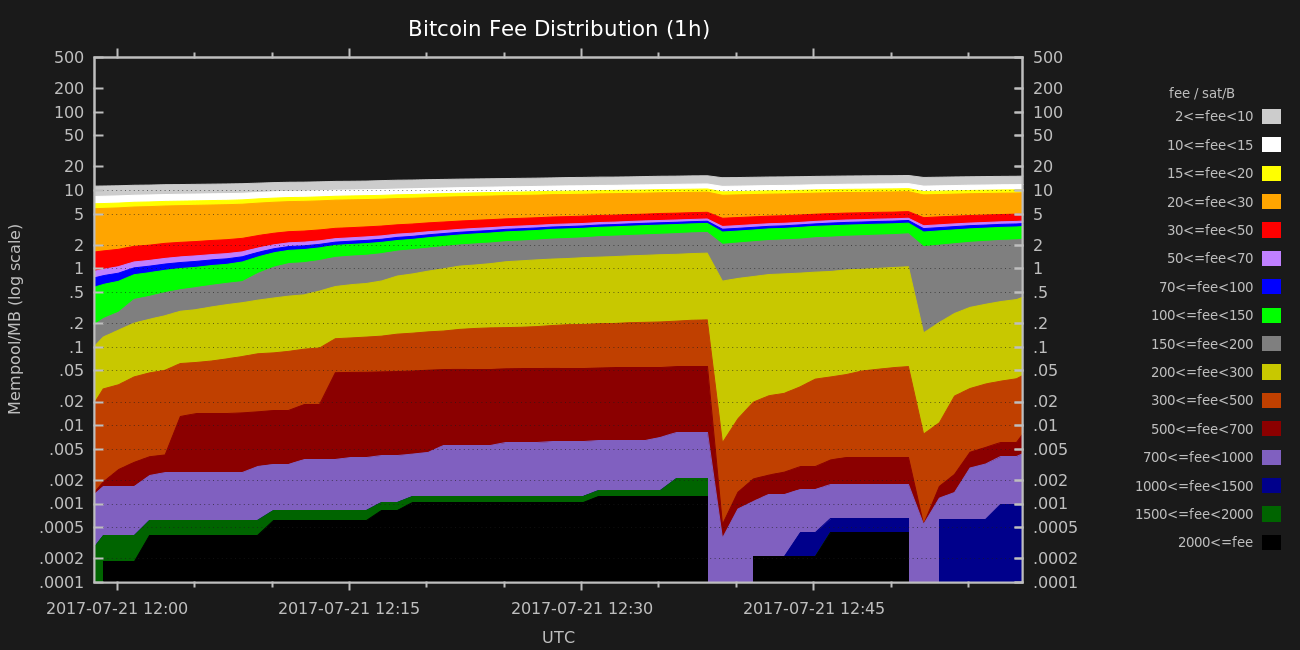 Bitcoin Fee Distribution (1h)
500
200
100
50
20
10
5
2
1
.5
.2
.1
.05
.02
.01
.005
.002
.001
.0005
.0002
.0001
Mempool/MB (log scale)
500
200
100
50
20
10
5
2
1
.5
.2
.1
.05
.02
.01
.005
.002
.001
.0005
.0002
.0001
2017-07-21 12:00
2017-07-21 12:15
2017-07-21 12:30
2017-07-21 12:45
UTC
fee / sat/B
2<=fee<10
10<=fee<15
15<=fee<20
20<=fee<30
30<=fee<50
50<=fee<70
70<=fee<100
100<=fee<150
150<=fee<200
200<=fee<300
300<=fee<500
500<=fee<700
700<=fee<1000
1000<=fee<1500
1500<=fee<2000
2000<=fee